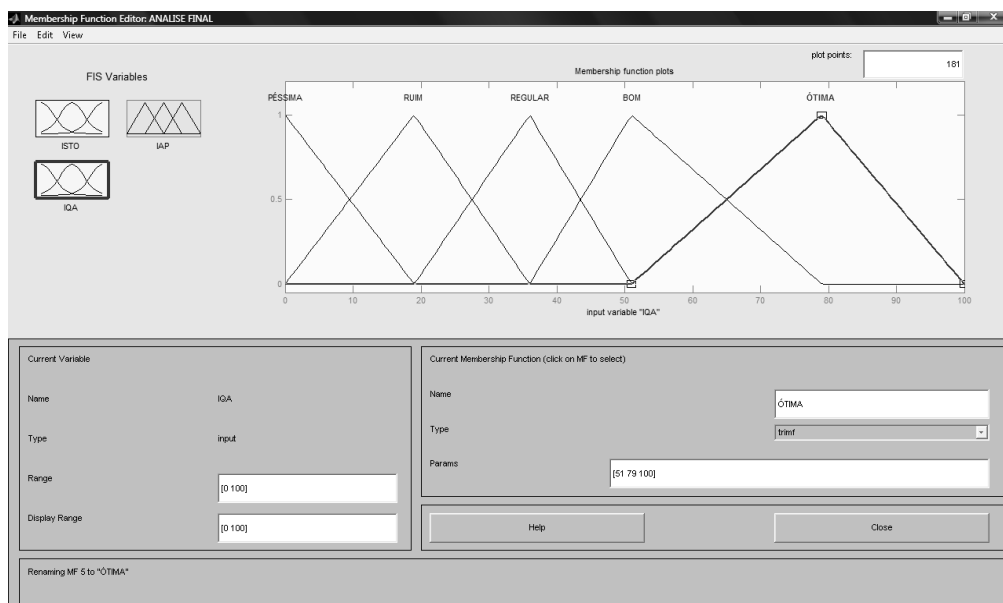 Membership Function Editor: ANALISE FINAL
File Edit View
FIS Variables
ISTO
IAP
IQA
plot points:
181
Membership function plots
PÉSSIMA RUIM REGULAR BOM ÓTIMA
1
0.5
0
0 10 20 30 40 50 60 70 80 90 100
input variable "IQA"
Current Variable
Name IQA
Type input
Range [0 100]
Display Range [0 100]
Current Membership Function (click on MF to select)
Name ÓTIMA
Type trimf
Params [51 79 100]
Help Close
Renaming MF 5 to "ÓTIMA"